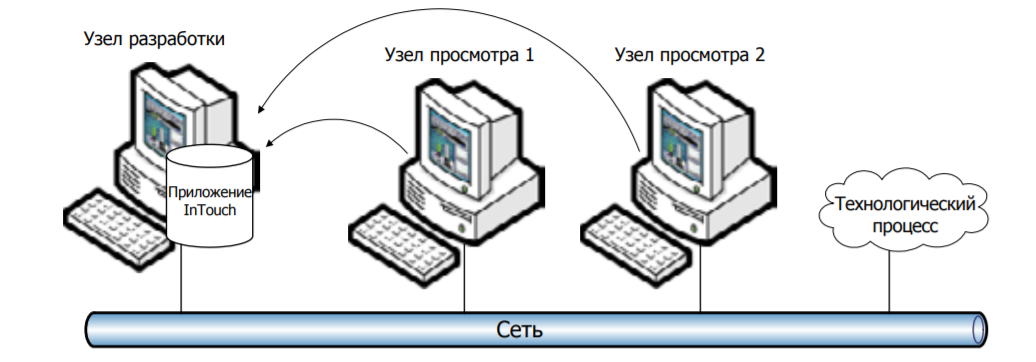 Узел разработки
Узел просмотра 1
Узел просмотра 2
Приложение
InTouch
Технологический
процесс
Сеть